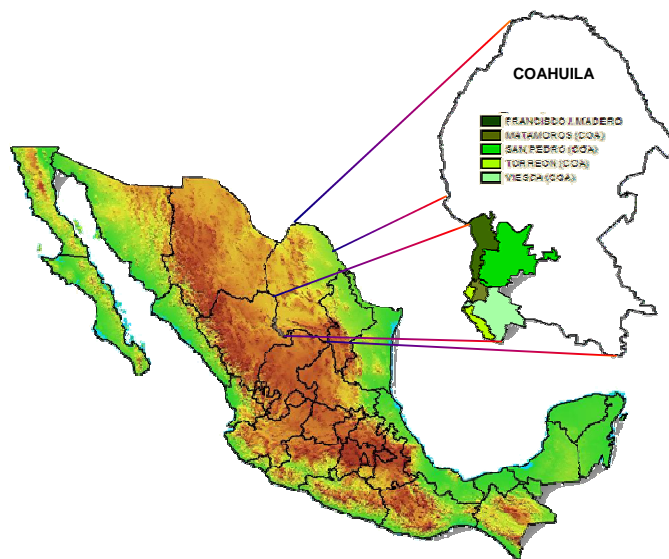 COAHUILA
FRANCISCO I. MADERO
MATAMOROS (COA)
SAN PEDRO (COA)
TORREON (COA)
VIESCA (COA)